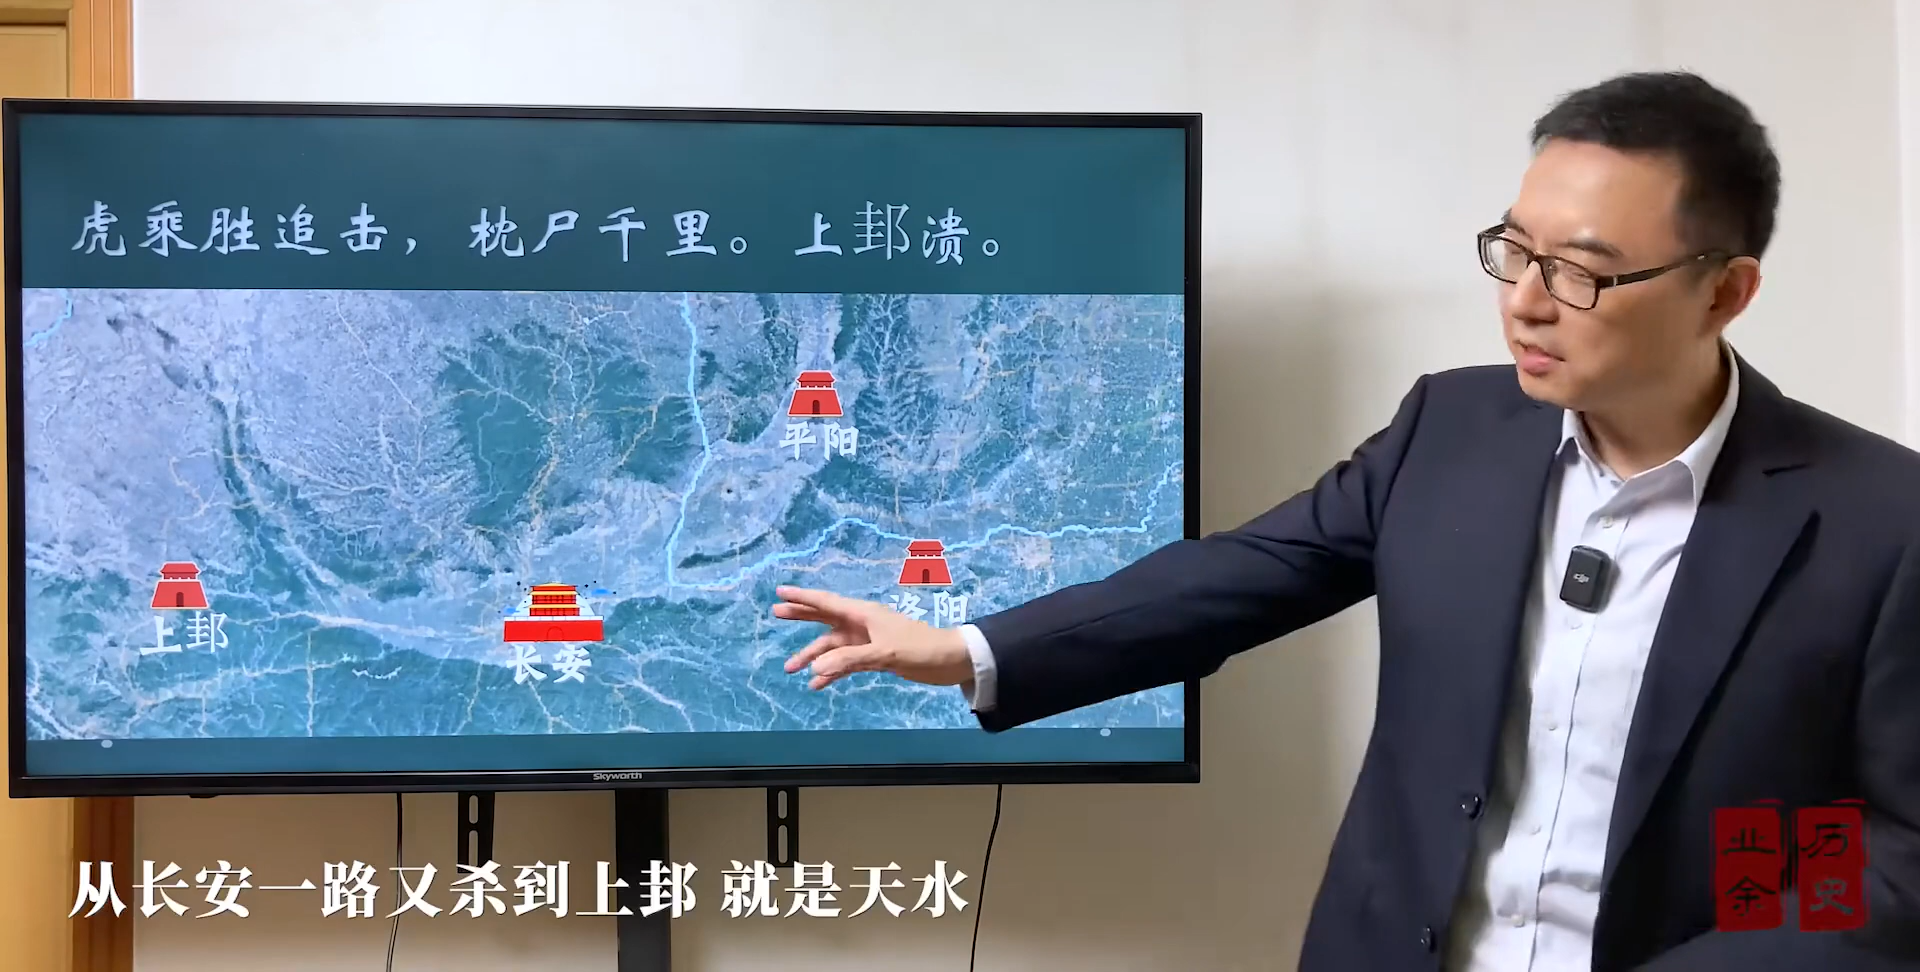 虎乘胜追击，枕尸千里。上邽溃。
平阳
上邽
长安
洛阳
Skyworth
dji
从长安一路又杀到上邽 就是天水
业余
历史